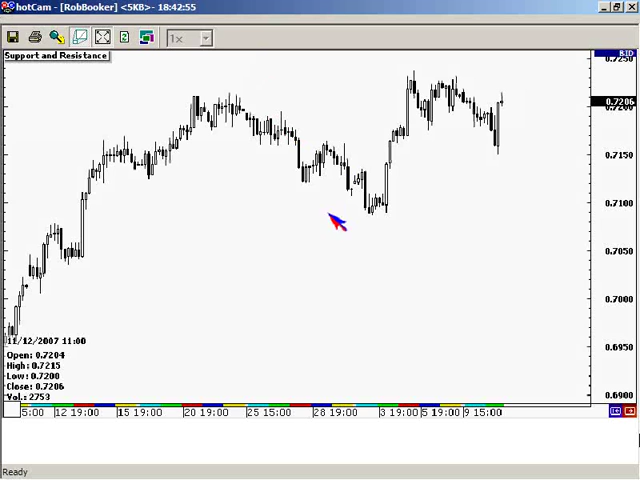 hotCam - [RobBooker] <5KB>- 18:42:55
1x
Support and Resistance
BID
0.7250
0.7206
0.7200
0.7150
0.7100
0.7050
0.7000
0.6950
0.6900
11/12/2007 11:00
Open: 0.7204
High: 0.7215
Low: 0.7200
Close: 0.7206
Vol.: 2753
5:00 12 19:00 15 19:00 20 19:00 25 15:00 28 19:00 3 19:00 5 19:00 9 15:00
Ready